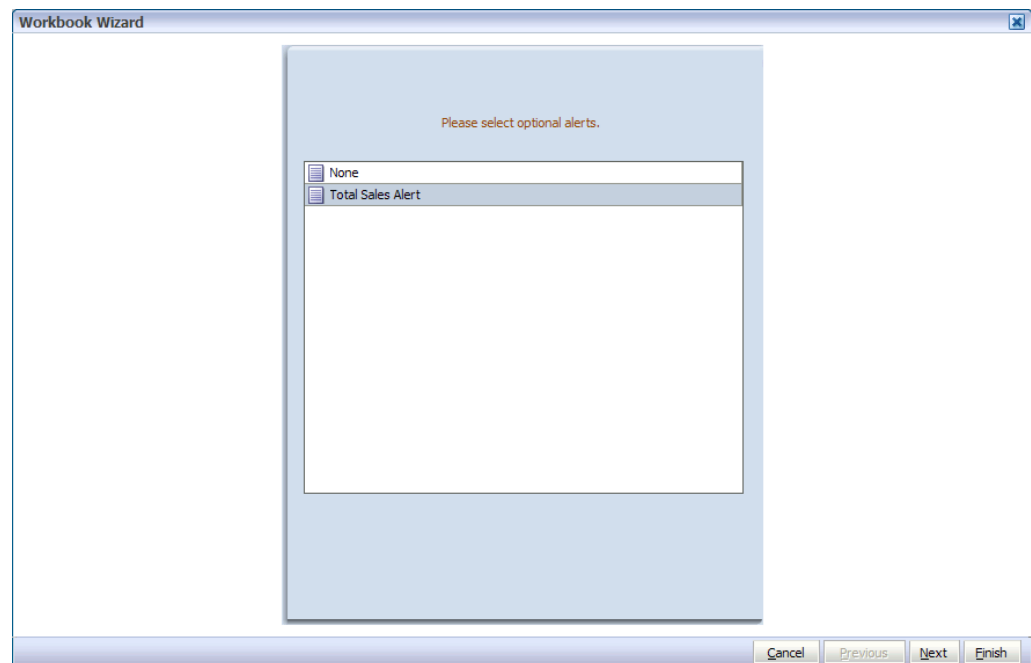 Workbook Wizard
Please select optional alerts.
None
Total Sales Alert
Cancel Previous Next Finish